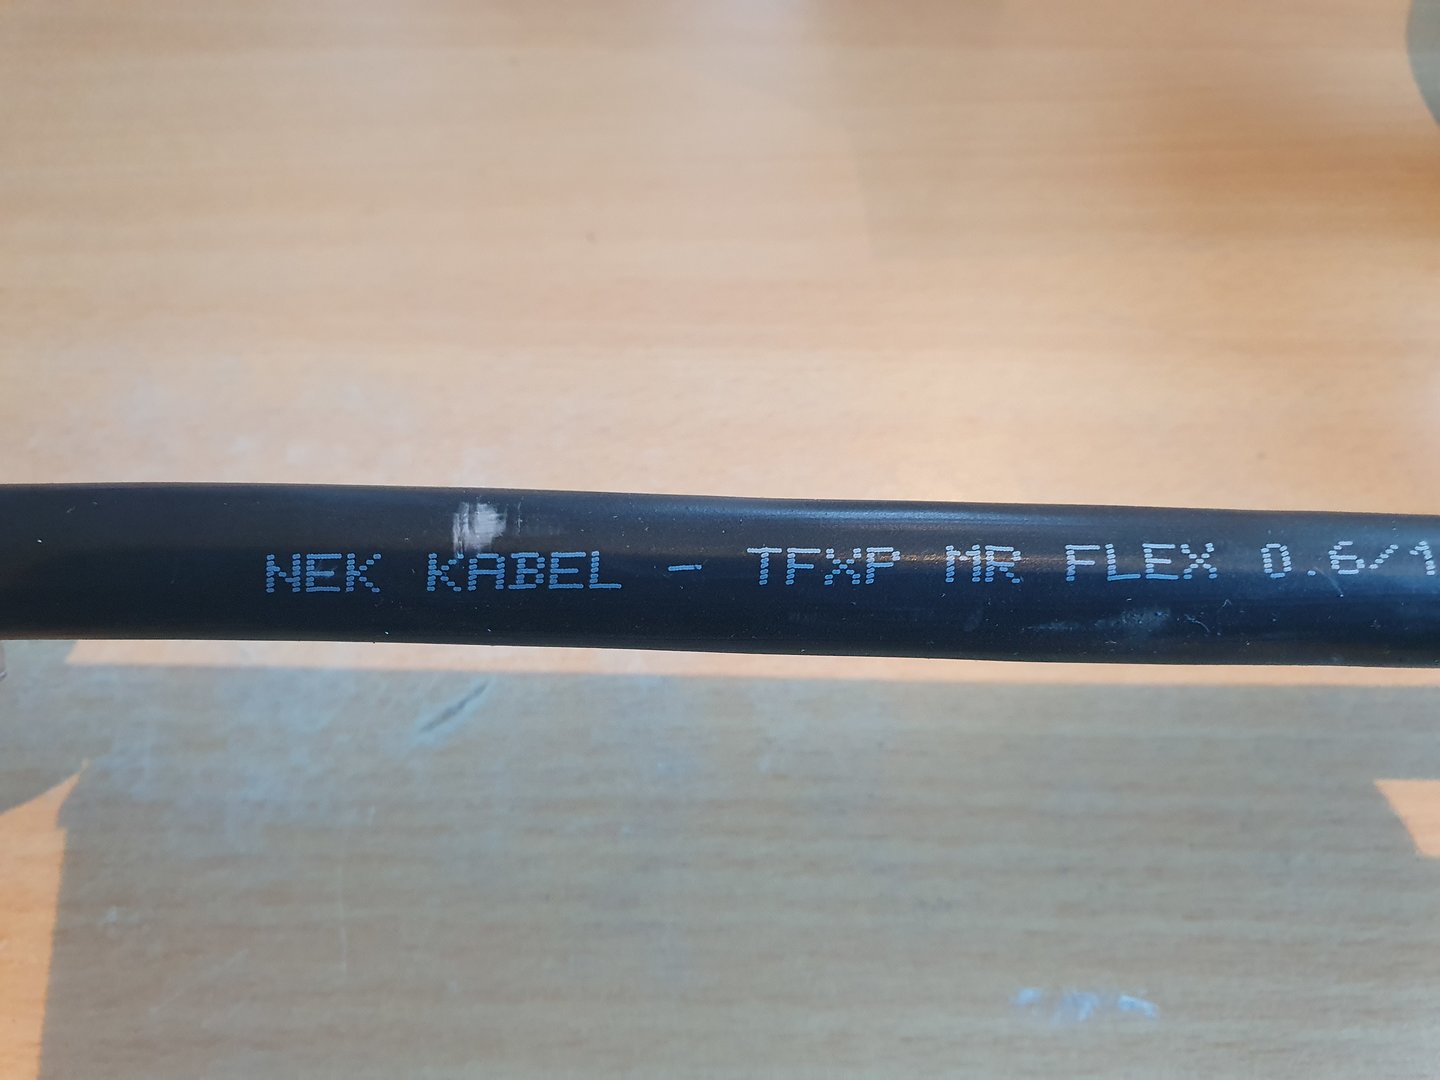 NEK KABEL - TFXP MR FLEX 0.6/1